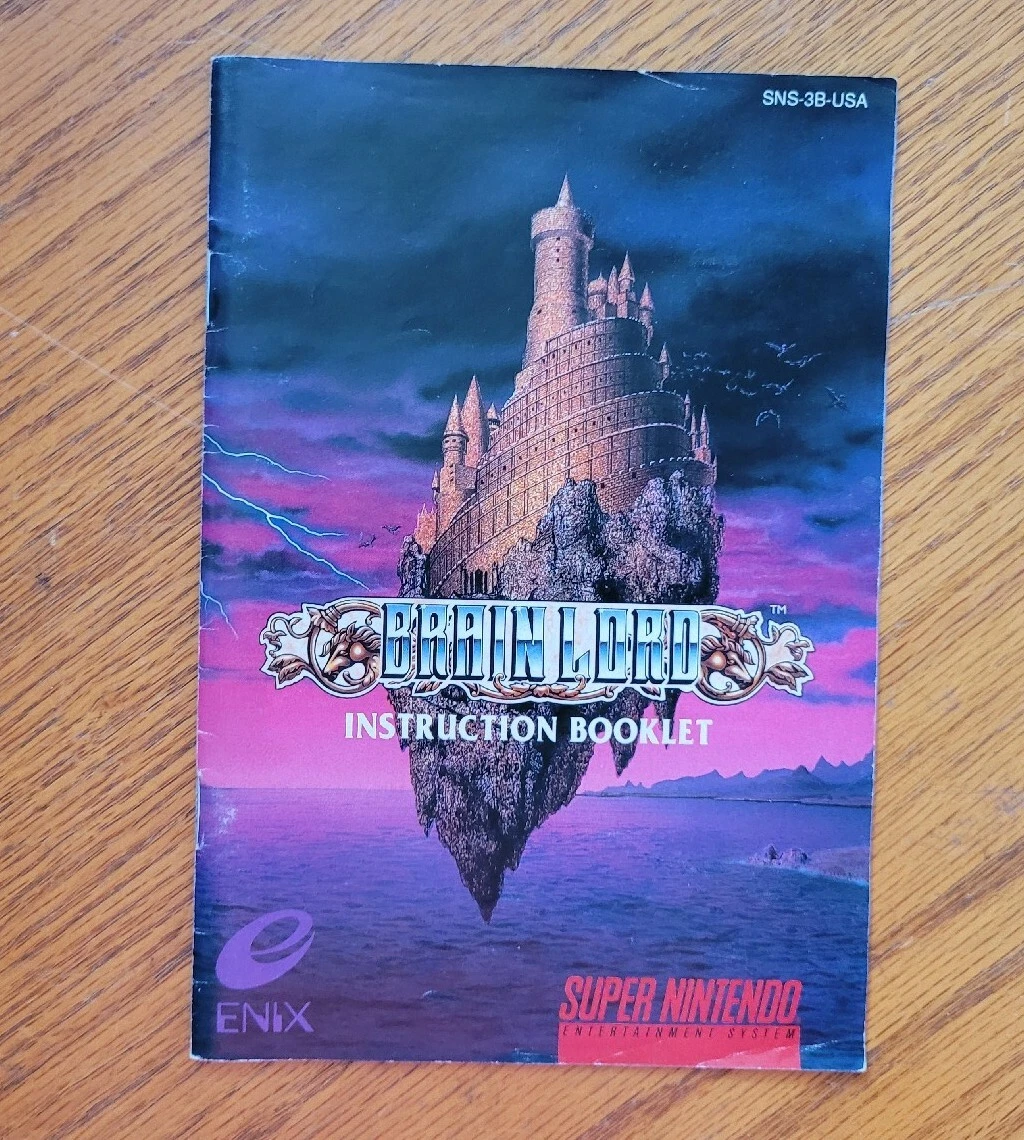 SNS-3B-USA
BRAIN LORD™
INSTRUCTION BOOKLET
ENIX
SUPER NINTENDO
ENTERTAINMENT SYSTEM